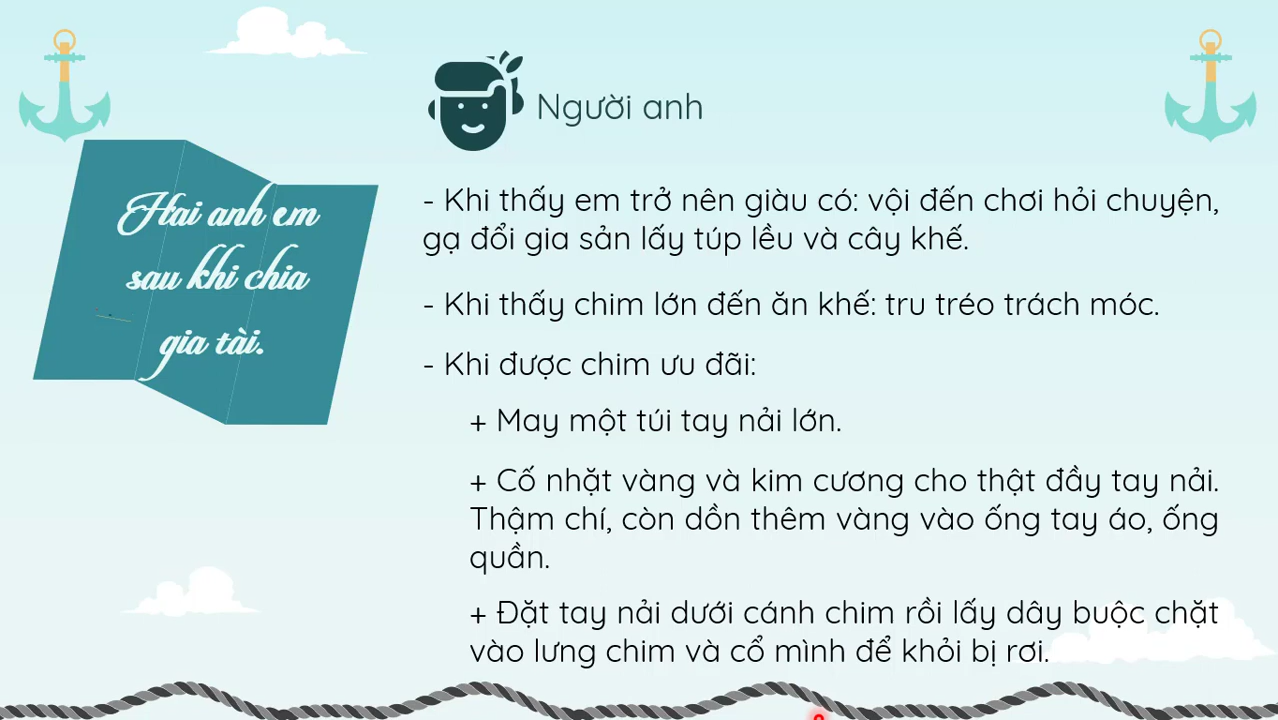 Hai anh em
sau khi chia
gia tài.
Người anh
- Khi thấy em trở nên giàu có: vội đến chơi hỏi chuyện,
gạ đổi gia sản lấy túp lều và cây khế.
- Khi thấy chim lớn đến ăn khế: tru tréo trách móc.
- Khi được chim ưu đãi:
+ May một túi tay nải lớn.
+ Cố nhặt vàng và kim cương cho thật đầy tay nải.
Thậm chí, còn dồn thêm vàng vào ống tay áo, ống
quần.
+ Đặt tay nải dưới cánh chim rồi lấy dây buộc chặt
vào lưng chim và cổ mình để khỏi bị rơi.